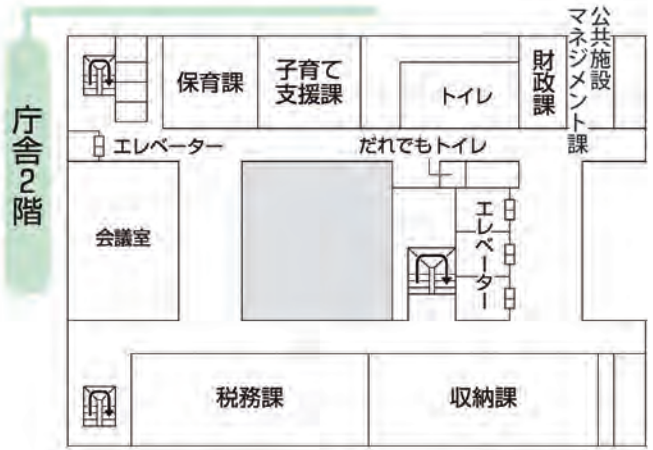 庁舎2階
保育課
子育て
支援課
トイレ
財政課
公共施設
マネジメント課
エレベーター
だれでもトイレ
会議室
エレベーター
税務課
収納課